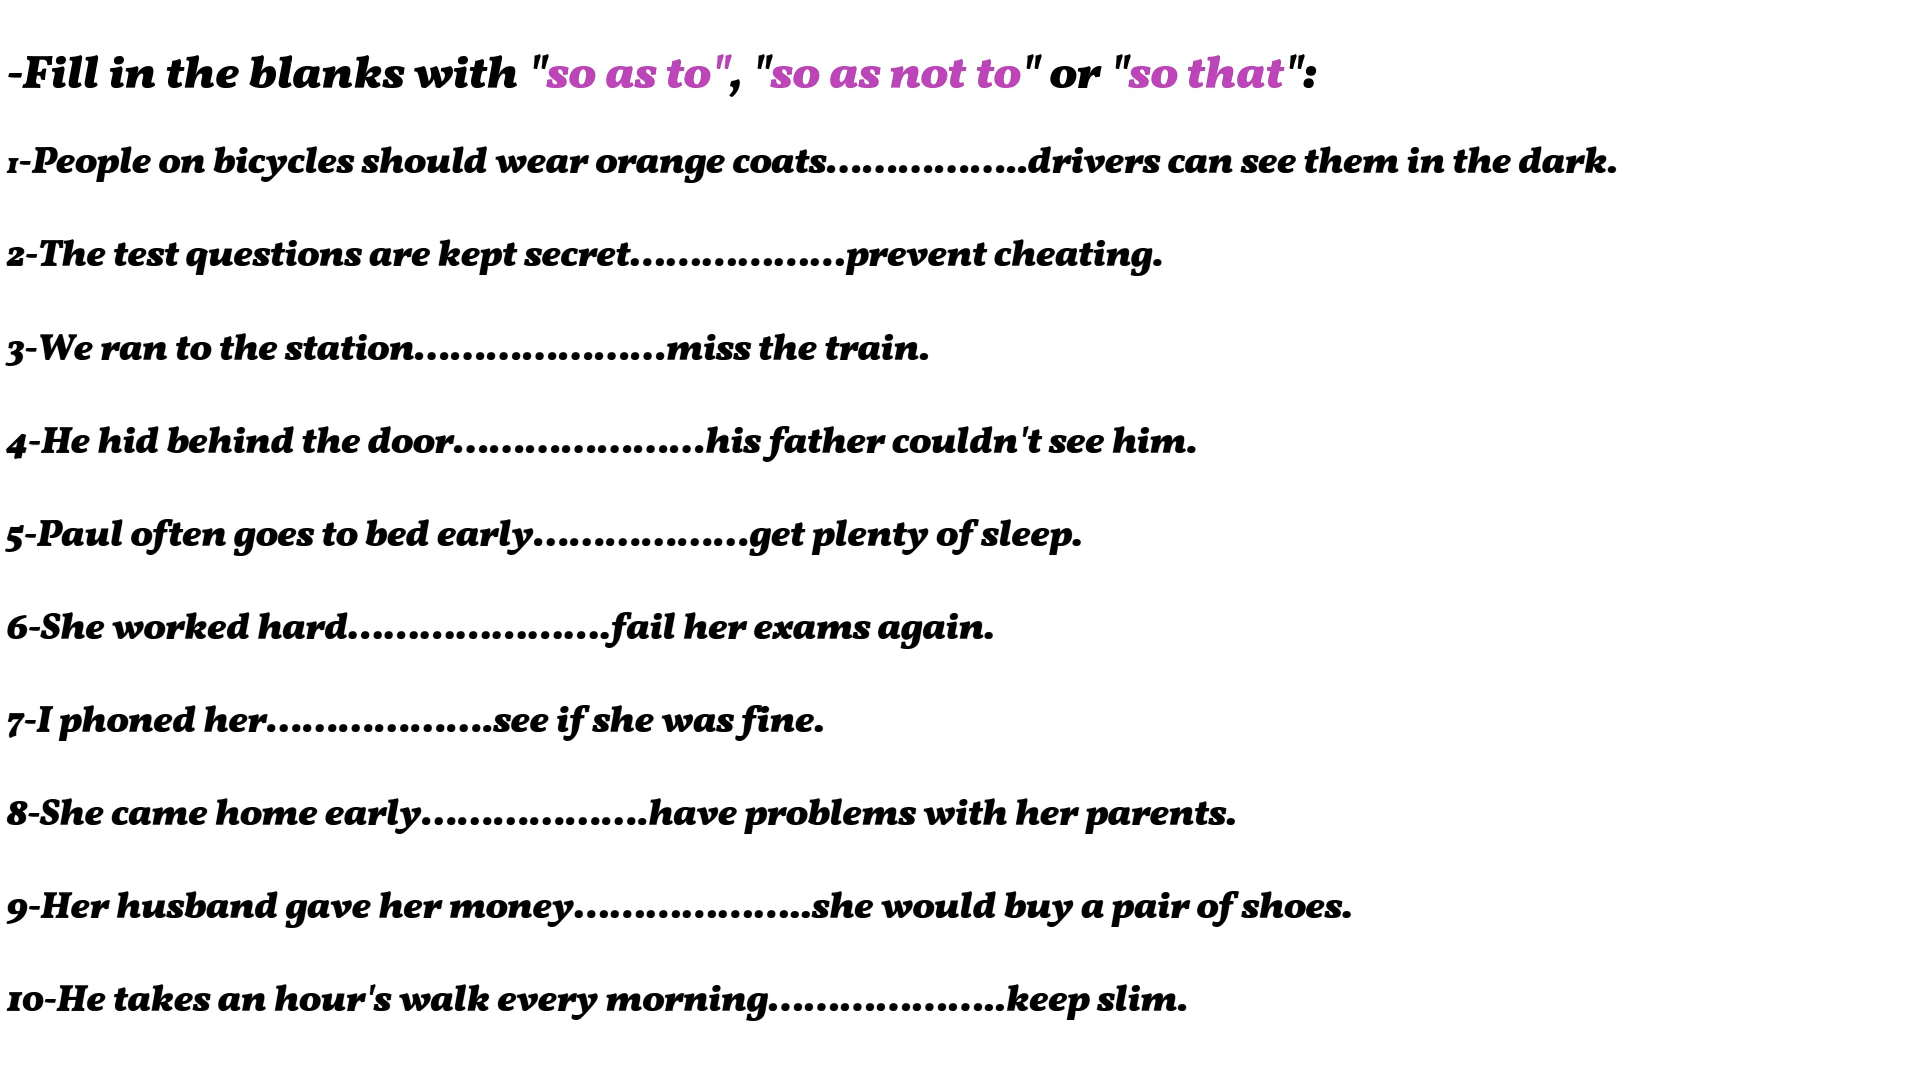 -Fill in the blanks with "so as to", "so as not to" or "so that":
1-People on bicycles should wear orange coats……………..drivers can see them in the dark.
2-The test questions are kept secret………………prevent cheating.
3-We ran to the station…………………miss the train.
4-He hid behind the door…………………his father couldn't see him.
5-Paul often goes to bed early………………get plenty of sleep.
6-She worked hard………………….fail her exams again.
7-I phoned her……………….see if she was fine.
8-She came home early……………….have problems with her parents.
9-Her husband gave her money………………..she would buy a pair of shoes.
10-He takes an hour's walk every morning………………..keep slim.